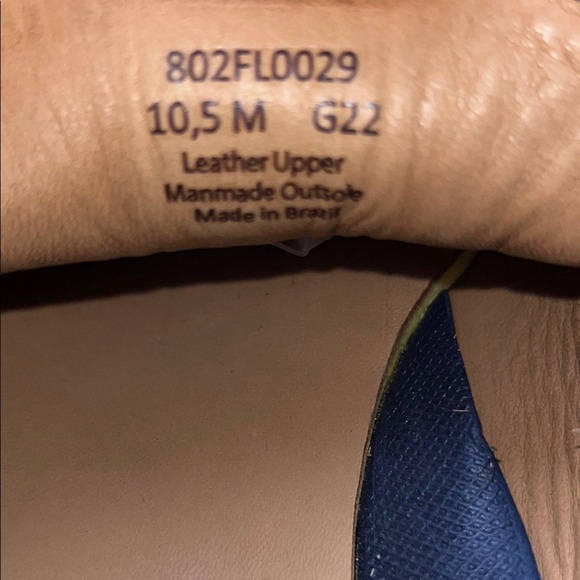 802FL0029
10,5 M G22
Leather Upper
Manmade Outsole
Made in Brazil